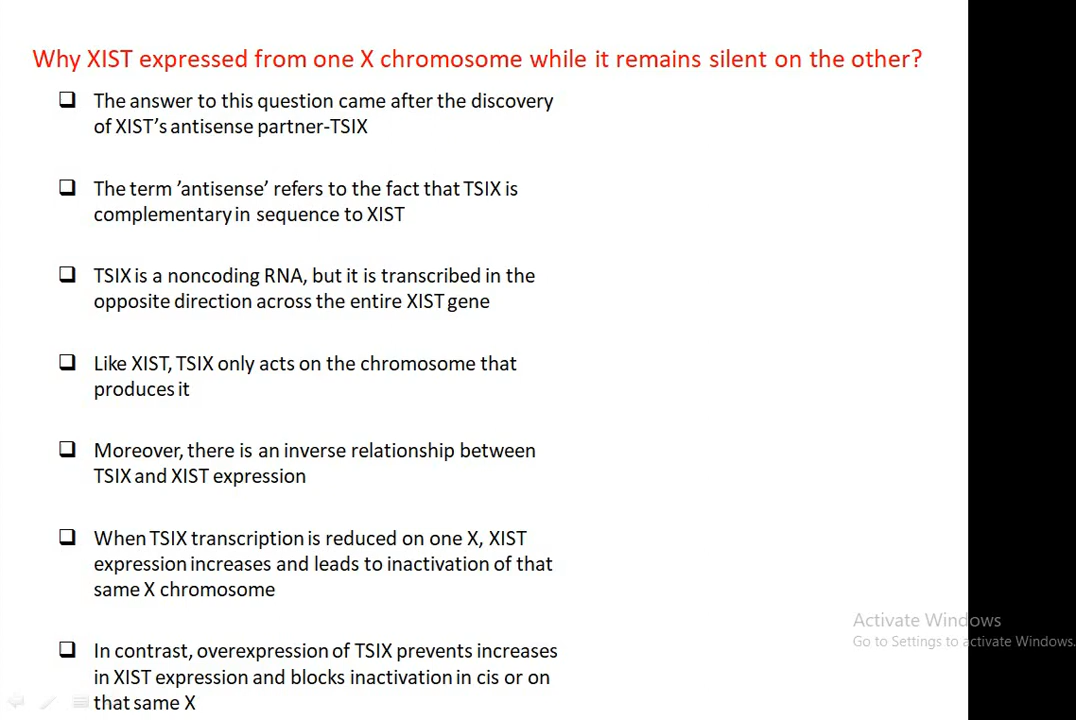 Why XIST expressed from one X chromosome while it remains silent on the other?
❑ The answer to this question came after the discovery
of XIST's antisense partner-TSIX
❑ The term 'antisense' refers to the fact that TSIX is
complementary in sequence to XIST
❑ TSIX is a noncoding RNA, but it is transcribed in the
opposite direction across the entire XIST gene
❑ Like XIST, TSIX only acts on the chromosome that
produces it
❑ Moreover, there is an inverse relationship between
TSIX and XIST expression
❑ When TSIX transcription is reduced on one X, XIST
expression increases and leads to inactivation of that
same X chromosome
❑ In contrast, overexpression of TSIX prevents increases
in XIST expression and blocks inactivation in cis or on
that same X
Activate Windows
Go to Settings to activate Windows.